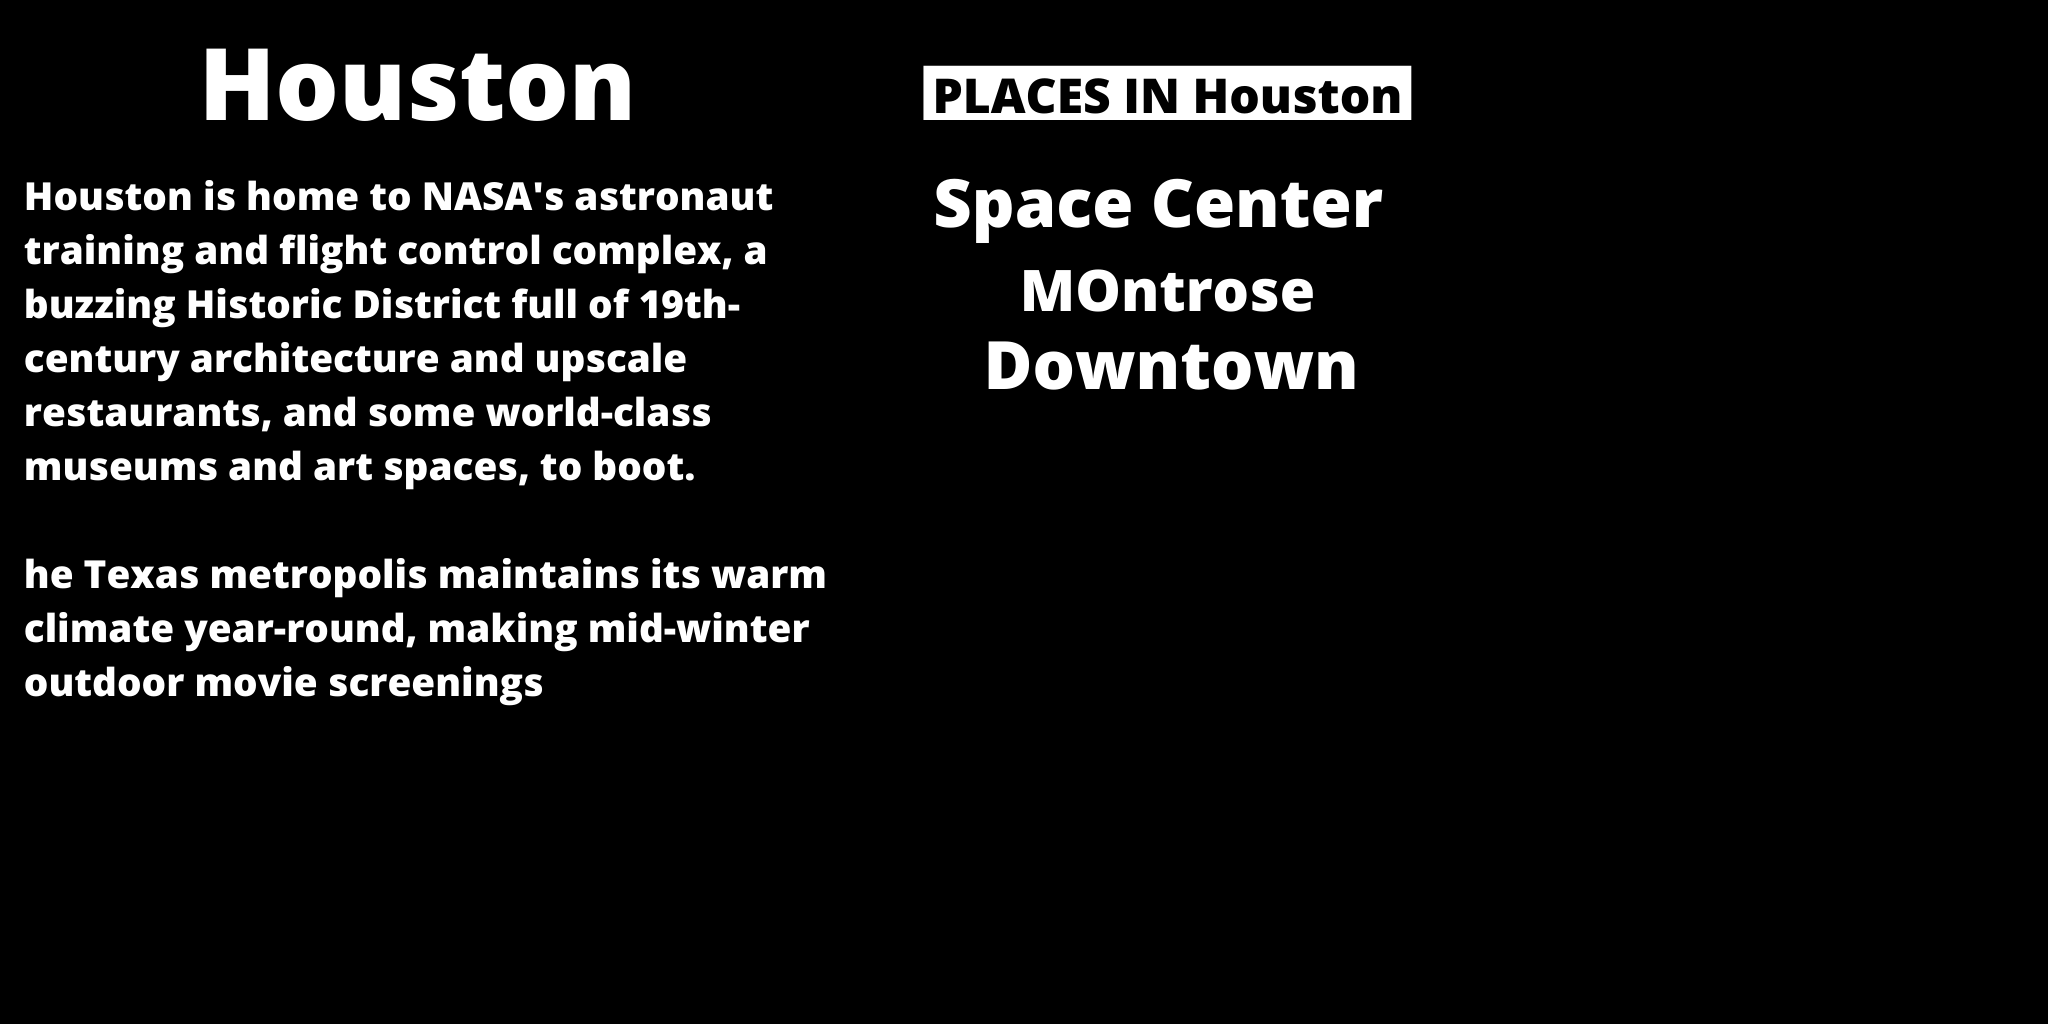 Houston
Houston is home to NASA's astronaut
training and flight control complex, a
buzzing Historic District full of 19th-
century architecture and upscale
restaurants, and some world-class
museums and art spaces, to boot.
he Texas metropolis maintains its warm
climate year-round, making mid-winter
outdoor movie screenings
PLACES IN Houston
Space Center
MOntrose
Downtown